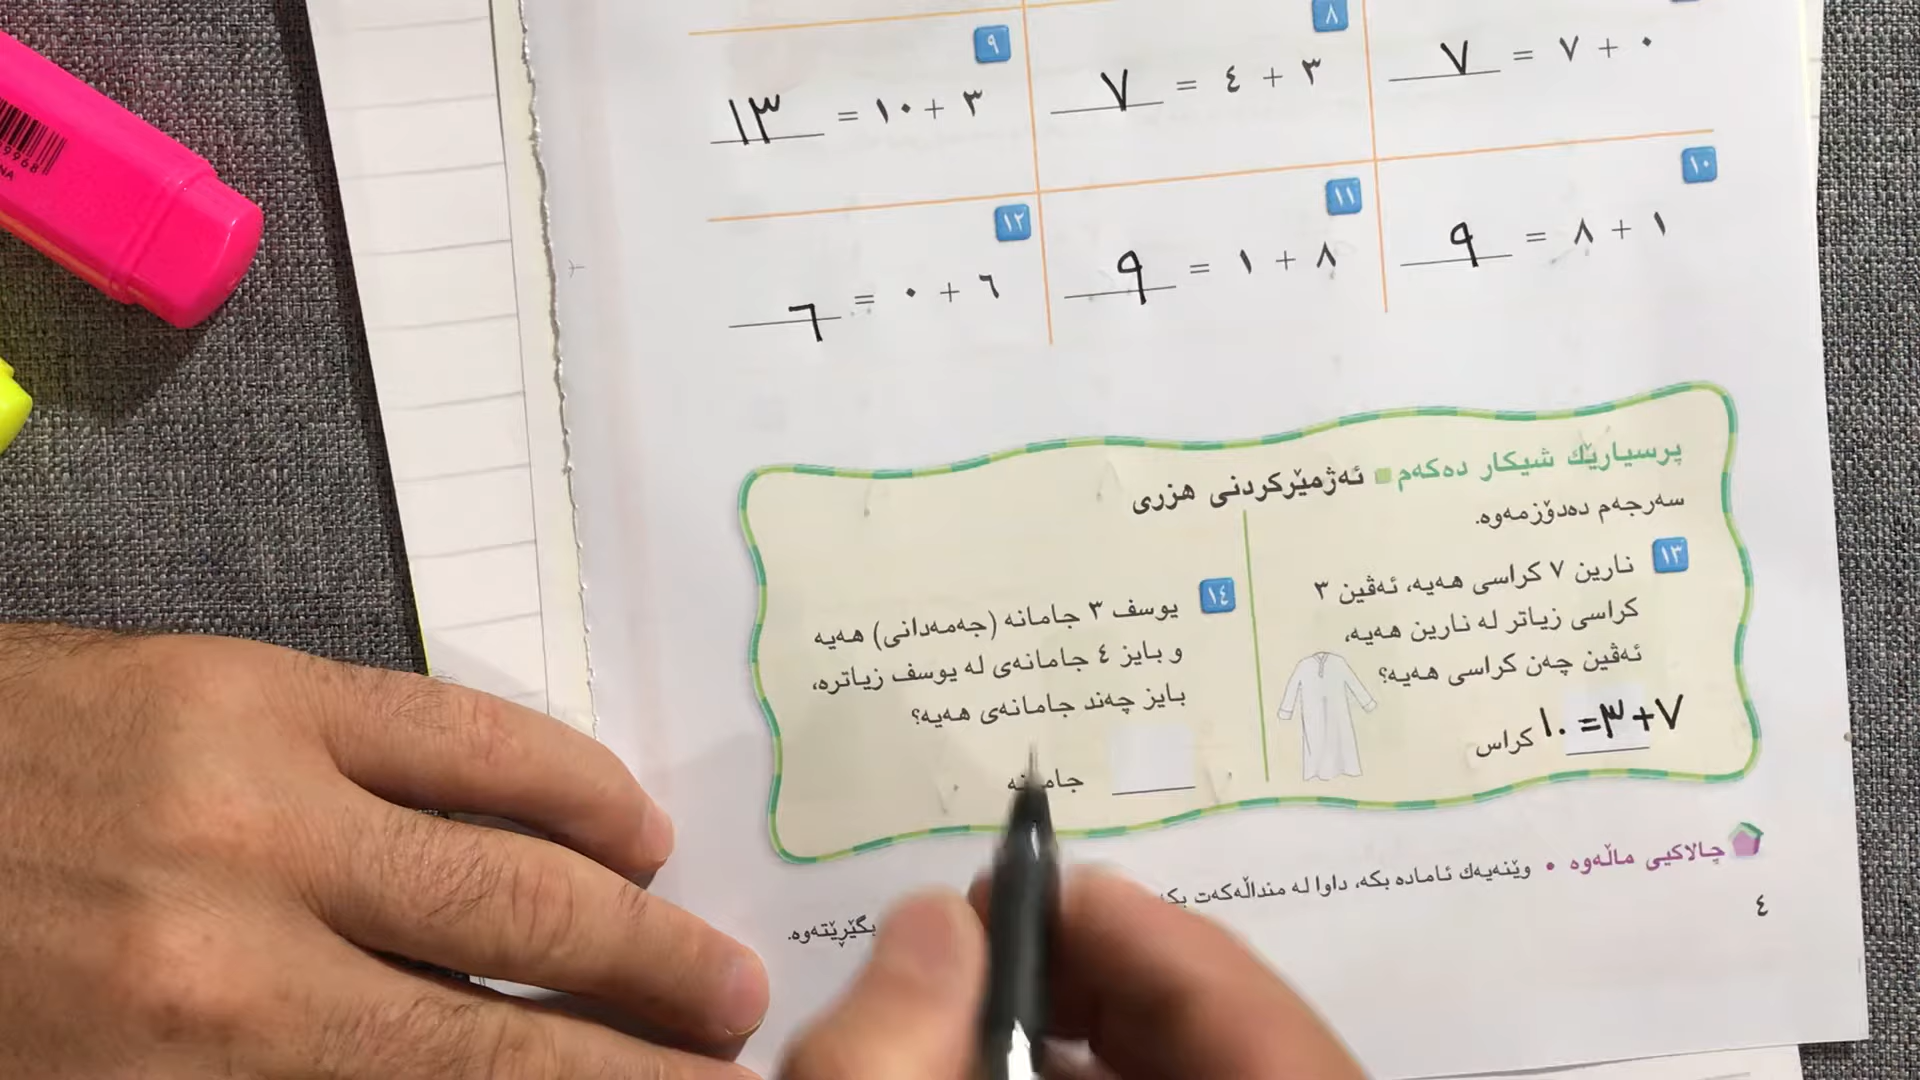 ٧ + ٠ = ٧
٨
٤ + ٣ = ٧
٩
١٠ + ٣ = ١٣
١٠
٨ + ١ = ٩
١١
١ + ٨ = ٩
١٢
٠ + ٦ = ٦
پرسیارێك شیكار دەكەم ■ ئەژمێركردنی هزری
سەرجەم دەدۆزمەوە.
١٣ نارین ٧ كراسی هەیە، ئەڤین ٣
كراسی زیاتر لە نارین هەیە،
ئەڤین چەن كراسی هەیە؟
٧+٣= ١٠ كراس
١٤ یوسف ٣ جامانە (جەمەدانی) هەیە
و بایز ٤ جامانەی لە یوسف زیاترە،
بایز چەند جامانەی هەیە؟
جامانە
چالاكیی ماڵەوە • وێنەیەك ئامادە بكە، داوا لە منداڵەكەت
بگێڕێتەوە.
٤